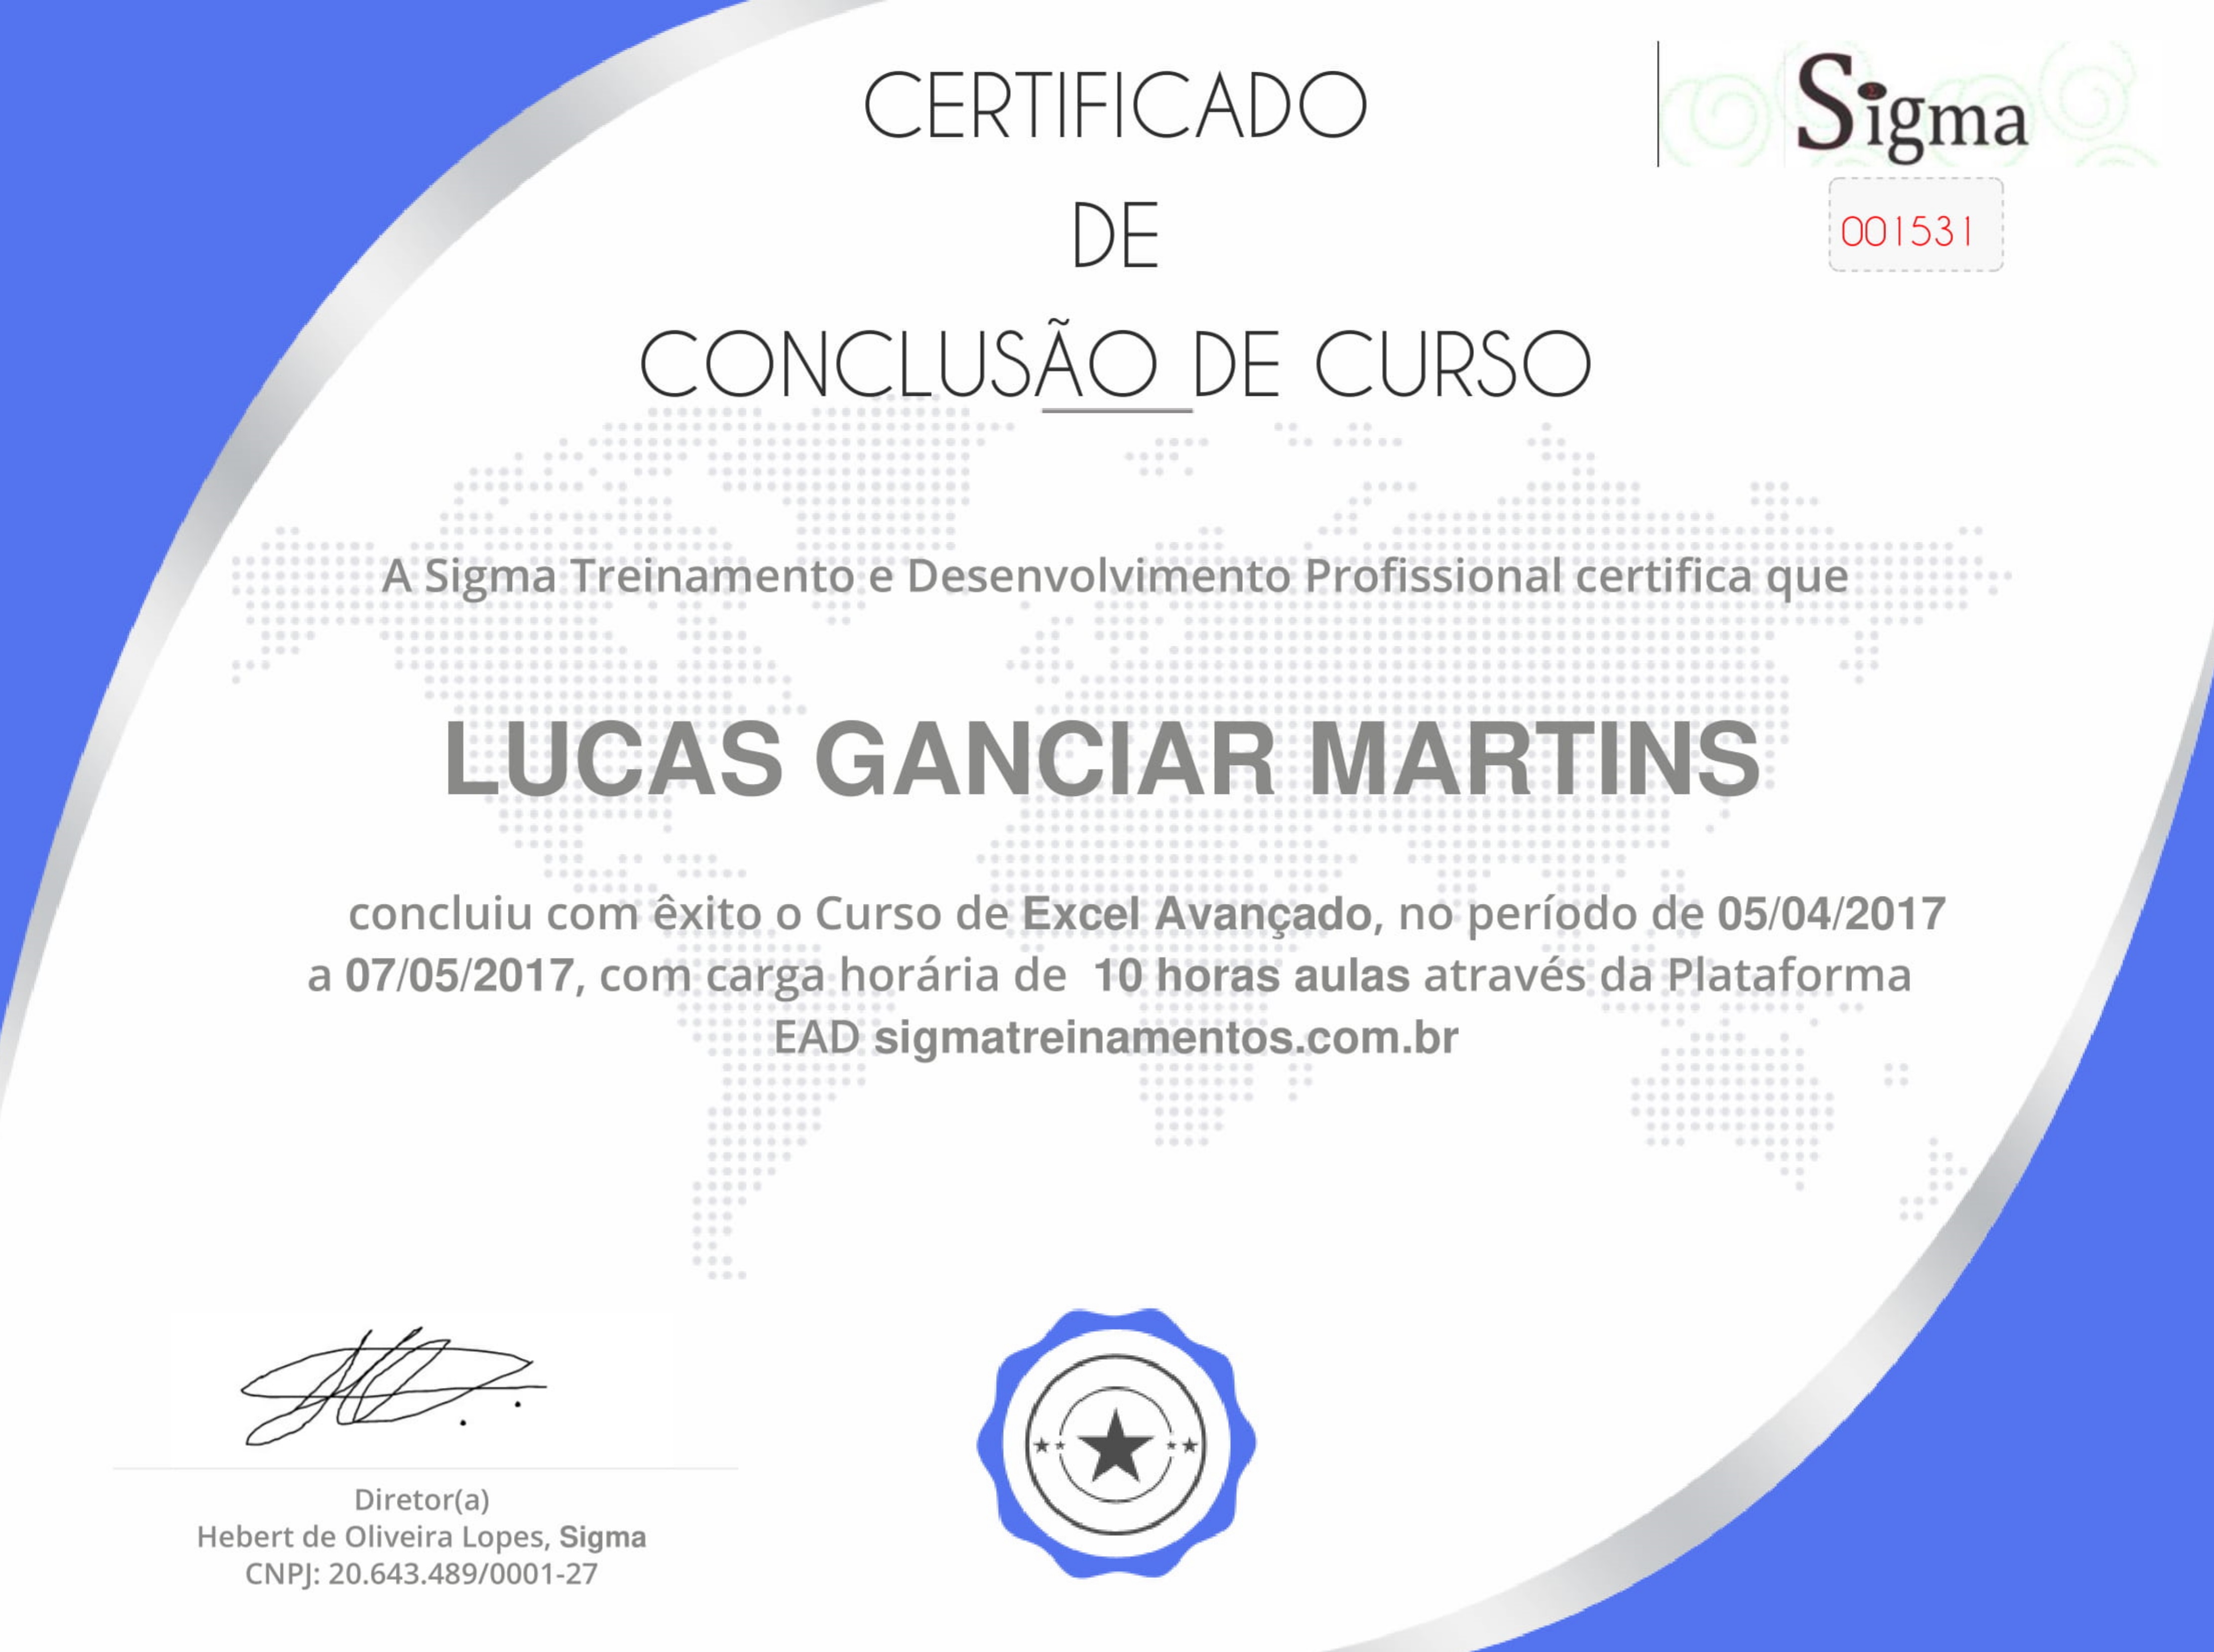 CERTIFICADO
DE
CONCLUSÃO DE CURSO
Sigma
001531
A Sigma Treinamento e Desenvolvimento Profissional certifica que
LUCAS GANCIAR MARTINS
concluiu com êxito o Curso de Excel Avançado, no período de 05/04/2017
a 07/05/2017, com carga horária de 10 horas aulas através da Plataforma
EAD sigmatreinamentos.com.br
Diretor(a)
Hebert de Oliveira Lopes, Sigma
CNPJ: 20.643.489/0001-27